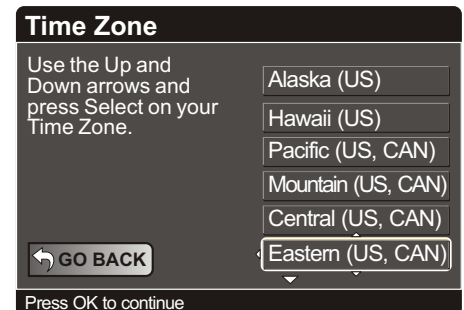 Time Zone
Use the Up and
Down arrows and
press Select on your
Time Zone.
Alaska (US)
Hawaii (US)
Pacific (US, CAN)
Mountain (US, CAN)
Central (US, CAN)
Eastern (US, CAN)
GO BACK
Press OK to continue